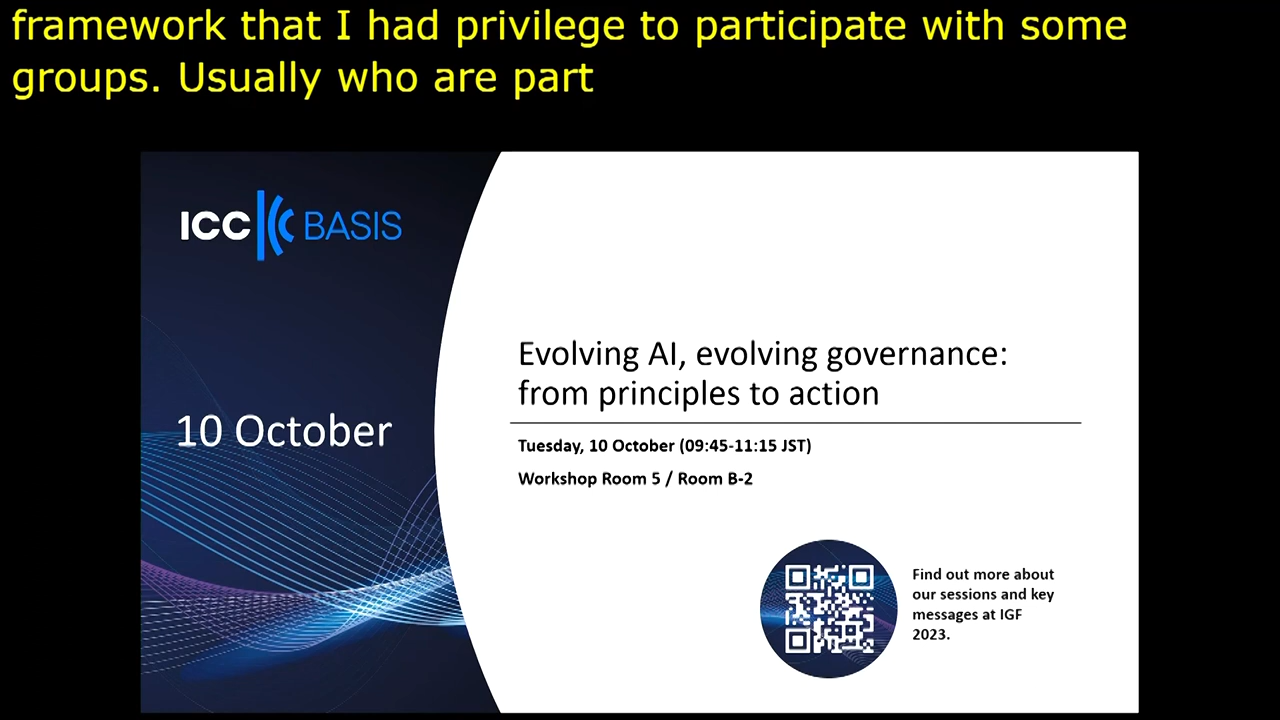 framework that I had privilege to participate with some
groups. Usually who are part
ICC BASIS
10 October
Evolving AI, evolving governance:
from principles to action
Tuesday, 10 October (09:45-11:15 JST)
Workshop Room 5 / Room B-2
Find out more about
our sessions and key
messages at IGF
2023.